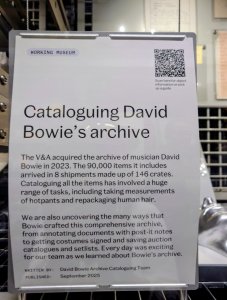 WORKING MUSEUM
Cataloguing David
Bowie's archive
The V&A acquired the archive of musician David
Bowie in 2023. The 90,000 items it includes
arrived in 8 shipments made up of 146 crates.
Cataloguing all the items has involved a huge
range of tasks, including taking measurements
of hotpants and repackaging human hair.
We are also uncovering the many ways that
Bowie crafted this comprehensive archive,
from annotating documents with post-it notes
to getting costumes signed and saving auction
catalogues and setlists. Every day was exciting
for our team as we learned about Bowie's archive.
WRITTEN BY: David Bowie Archive Cataloguing Team
PUBLISHED: September 2025